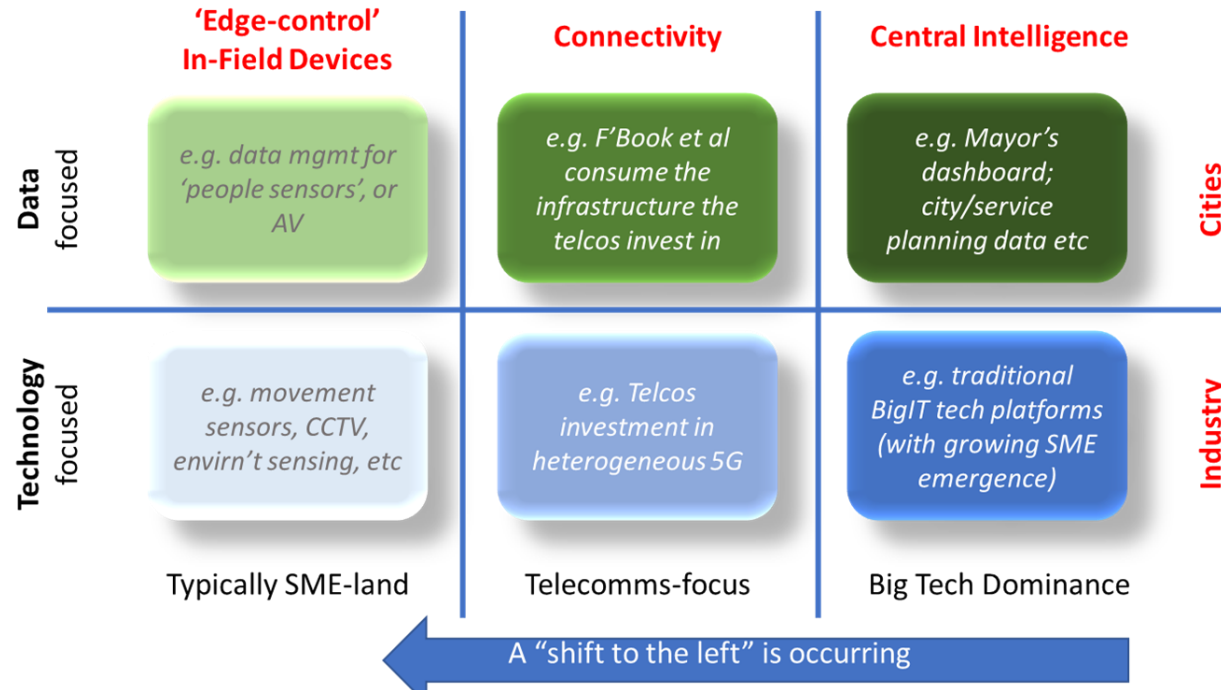 ‘Edge-control’
In-Field Devices
Connectivity
Central Intelligence
Data
focused
e.g. data mgmt for
‘people sensors’, or
AV
e.g. F’Book et al
consume the
infrastructure the
telcos invest in
e.g. Mayor’s
dashboard;
city/service
planning data etc
Cities
Technology
focused
e.g. movement
sensors, CCTV,
envirn’t sensing, etc
e.g. Telcos
investment in
heterogeneous 5G
e.g. traditional
BigIT tech platforms
(with growing SME
emergence)
Industry
Typically SME-land
Telecomms-focus
Big Tech Dominance
A “shift to the left” is occurring